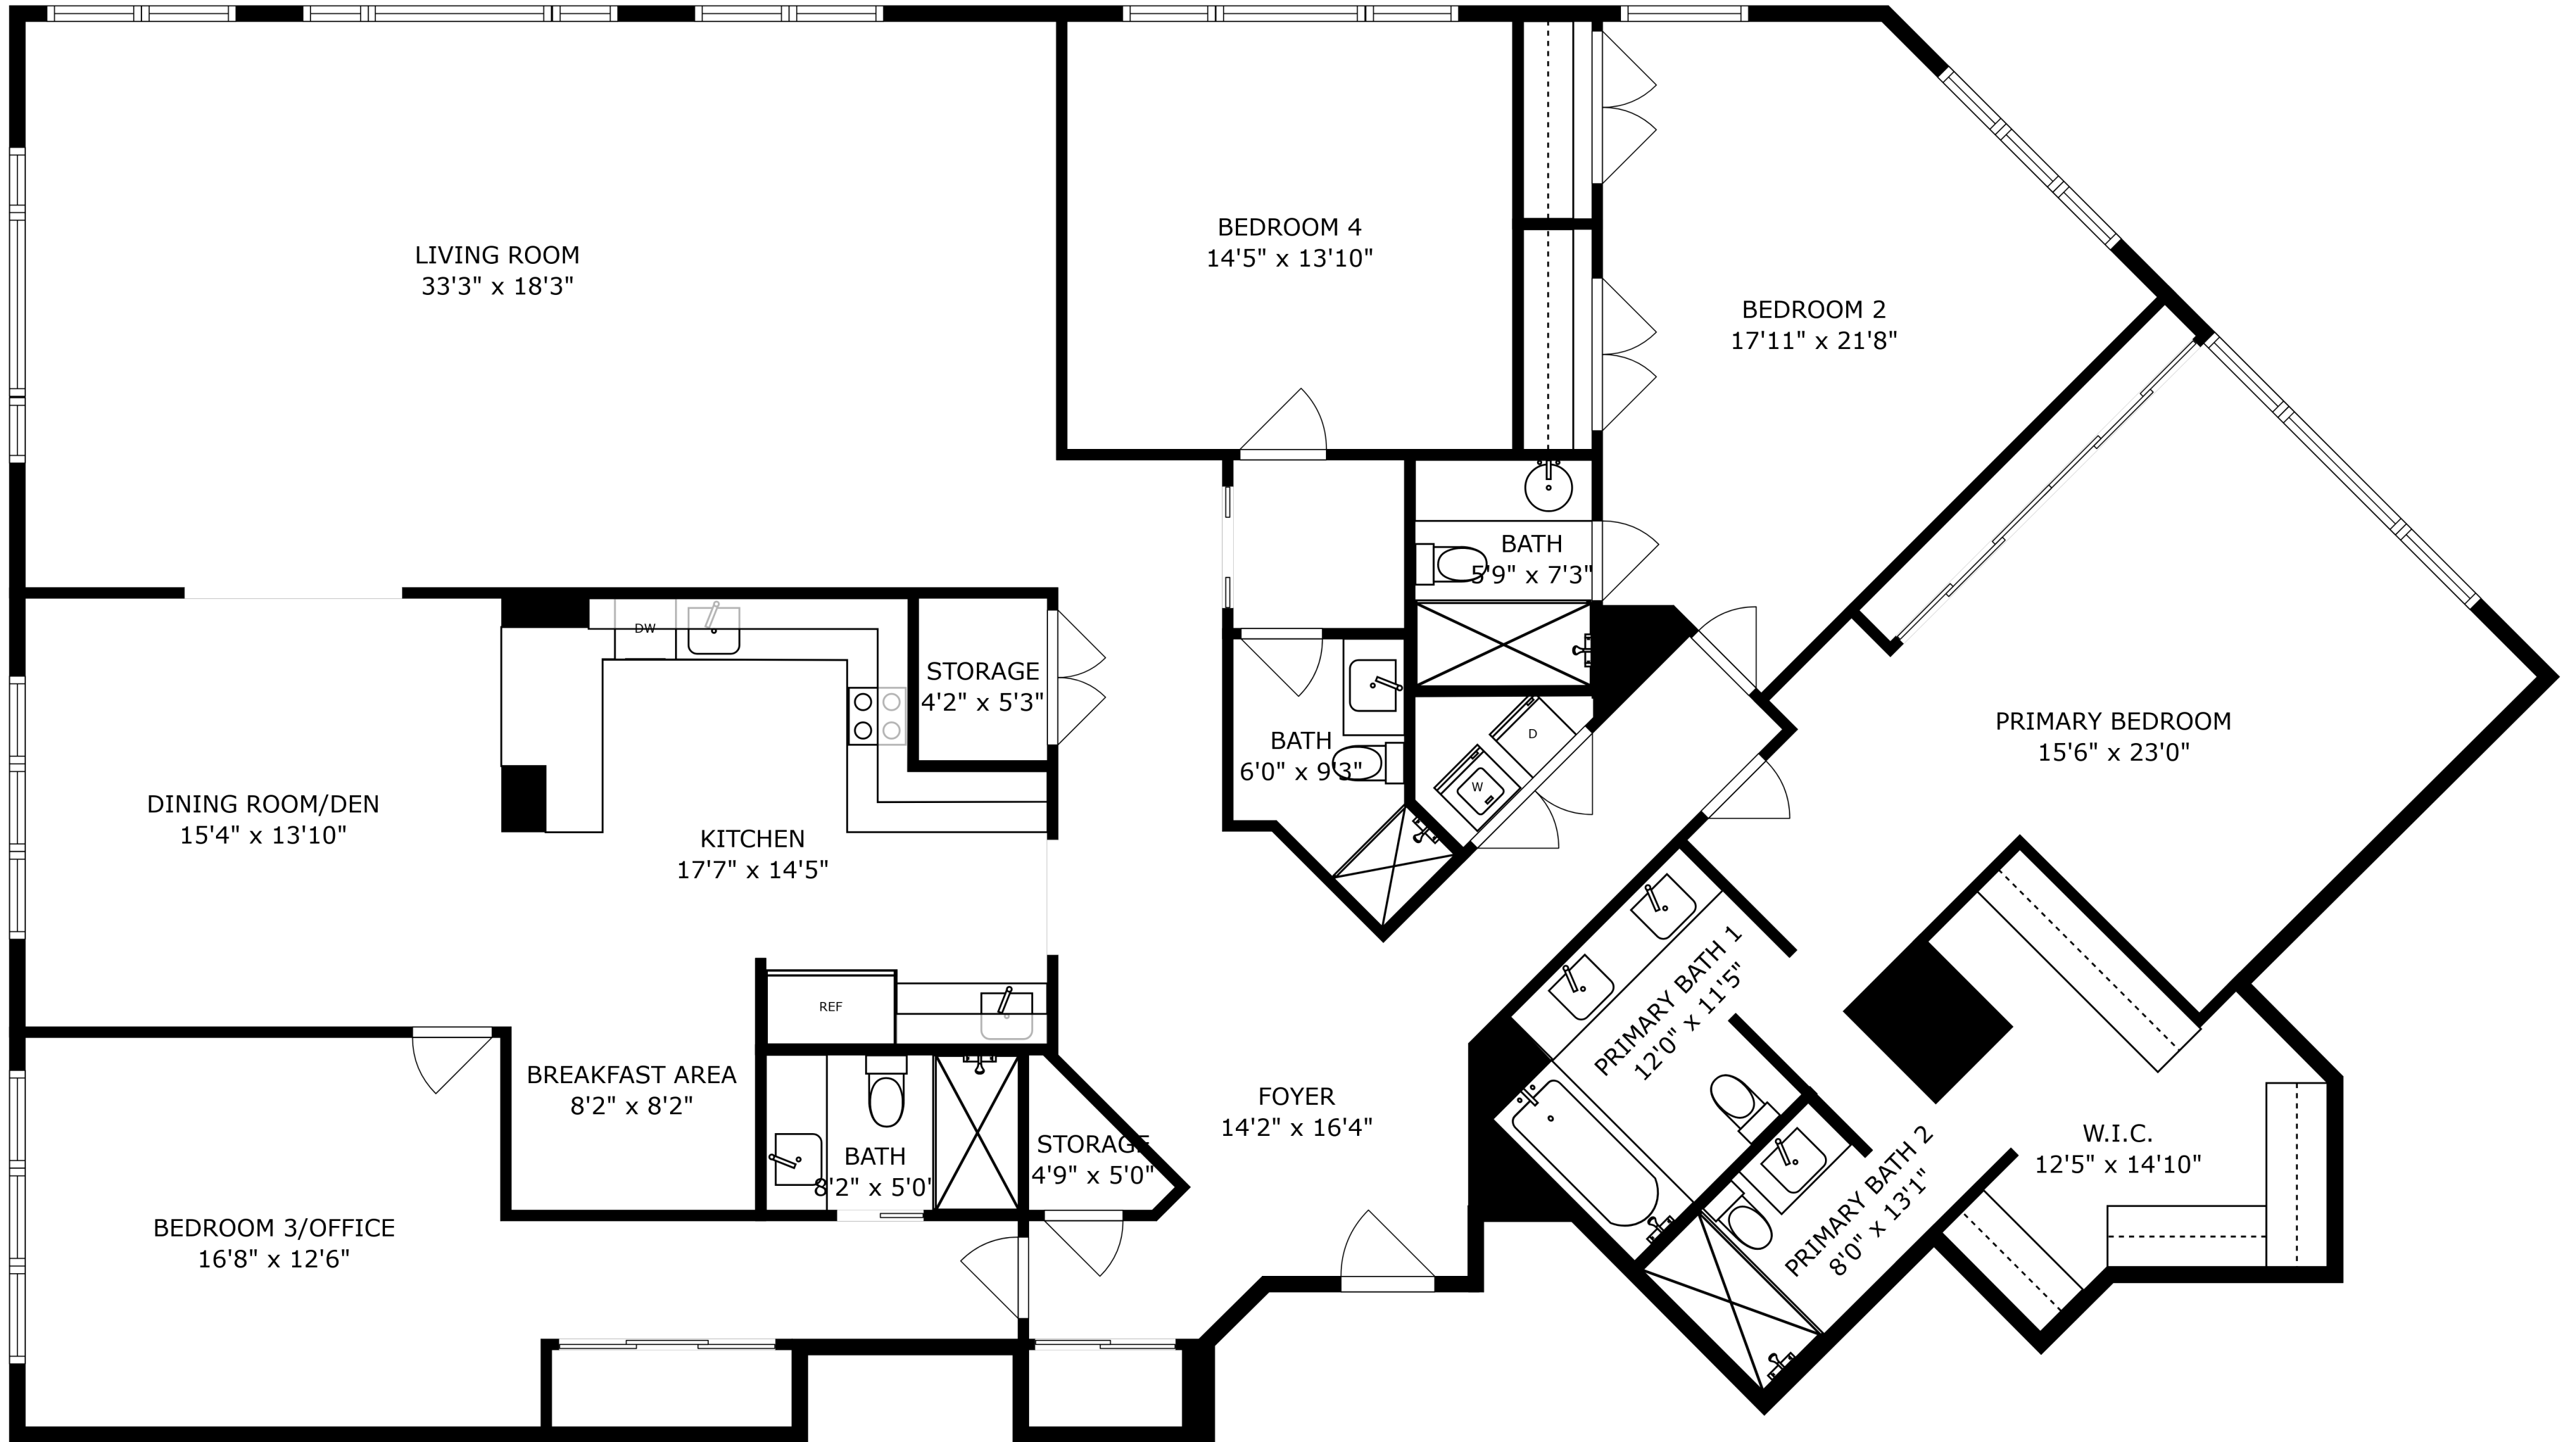 LIVING ROOM
33'3" x 18'3"
BEDROOM 4
14'5" x 13'10"
BEDROOM 2
17'11" x 21'8"
BATH
5'9" x 7'3"
DW
STORAGE
4'2" x 5'3"
BATH
6'0" x 9'3"
D
W
PRIMARY BEDROOM
15'6" x 23'0"
DINING ROOM/DEN
15'4" x 13'10"
KITCHEN
17'7" x 14'5"
REF
PRIMARY BATH 1
12'0" x 11'5"
BREAKFAST AREA
8'2" x 8'2"
FOYER
14'2" x 16'4"
STORAGE
4'9" x 5'0"
BATH
8'2" x 5'0"
W.I.C.
12'5" x 14'10"
PRIMARY BATH 2
8'0" x 13'1"
BEDROOM 3/OFFICE
16'8" x 12'6"